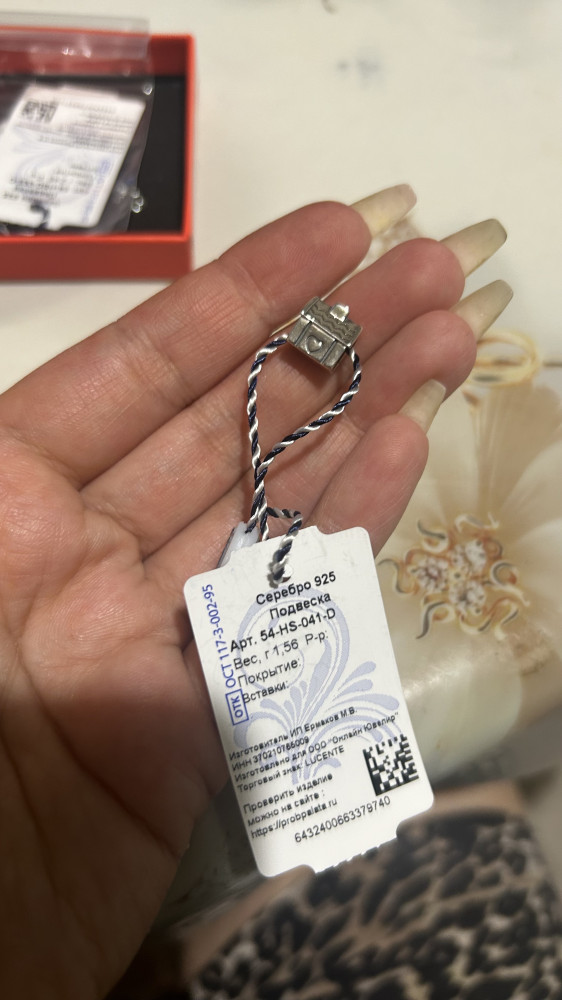 Серебро 925
Подвеска
Арт. 54-HS-041-D
Вес, г 1,56 Р-р:
Покрытие:
Вставки:
ОТК ОСТ 117-3-002-95
Изготовитель ИП Ермаков М.В.
ИНН 370210765009
Изготовлено для ООО "Онлайн Ювелир"
Торговый знак: LUCENTE
Проверить изделие
можно на сайте :
https://probpalata.ru
6432400663379740